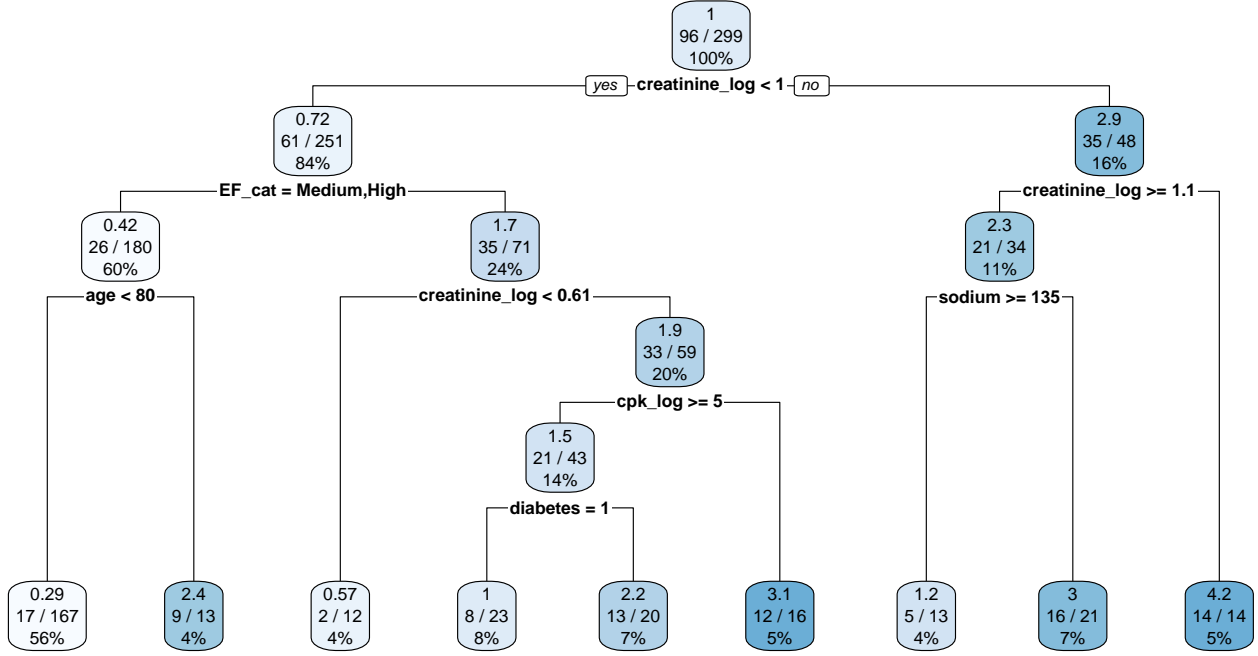 1
96 / 299
100%
yes creatinine_log < 1 no
0.72
61 / 251
84%
2.9
35 / 48
16%
EF_cat = Medium,High
creatinine_log >= 1.1
0.42
26 / 180
60%
1.7
35 / 71
24%
2.3
21 / 34
11%
age < 80
creatinine_log < 0.61
sodium >= 135
1.9
33 / 59
20%
cpk_log >= 5
1.5
21 / 43
14%
diabetes = 1
0.29
17 / 167
56%
2.4
9 / 13
4%
0.57
2 / 12
4%
1
8 / 23
8%
2.2
13 / 20
7%
3.1
12 / 16
5%
1.2
5 / 13
4%
3
16 / 21
7%
4.2
14 / 14
5%